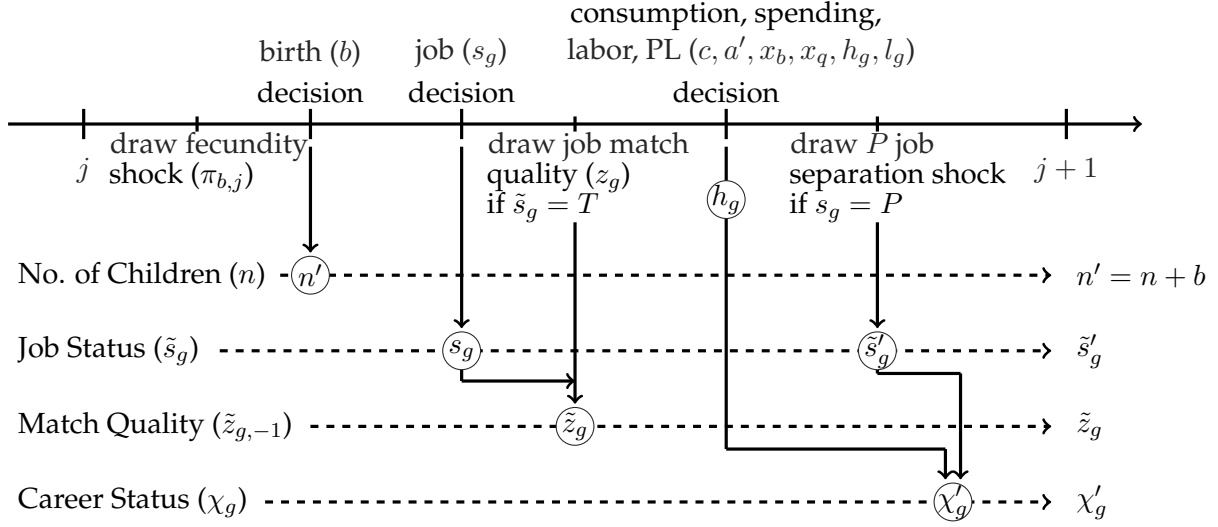 consumption, spending,
birth (b) job (s_g) labor, PL (c, a′, x_b, x_q, h_g, l_g)
decision decision decision
draw fecundity draw job match draw P job
j shock (π_{b,j}) quality (z_g) separation shock j + 1
if s̃_g = T h_g if s_g = P
No. of Children (n) n′ n′ = n + b
Job Status (s̃_g) s_g s̃′_g s̃′_g
Match Quality (z̃_{g,−1}) z̃_g z̃_g
Career Status (χ_g) χ′_g χ′_g